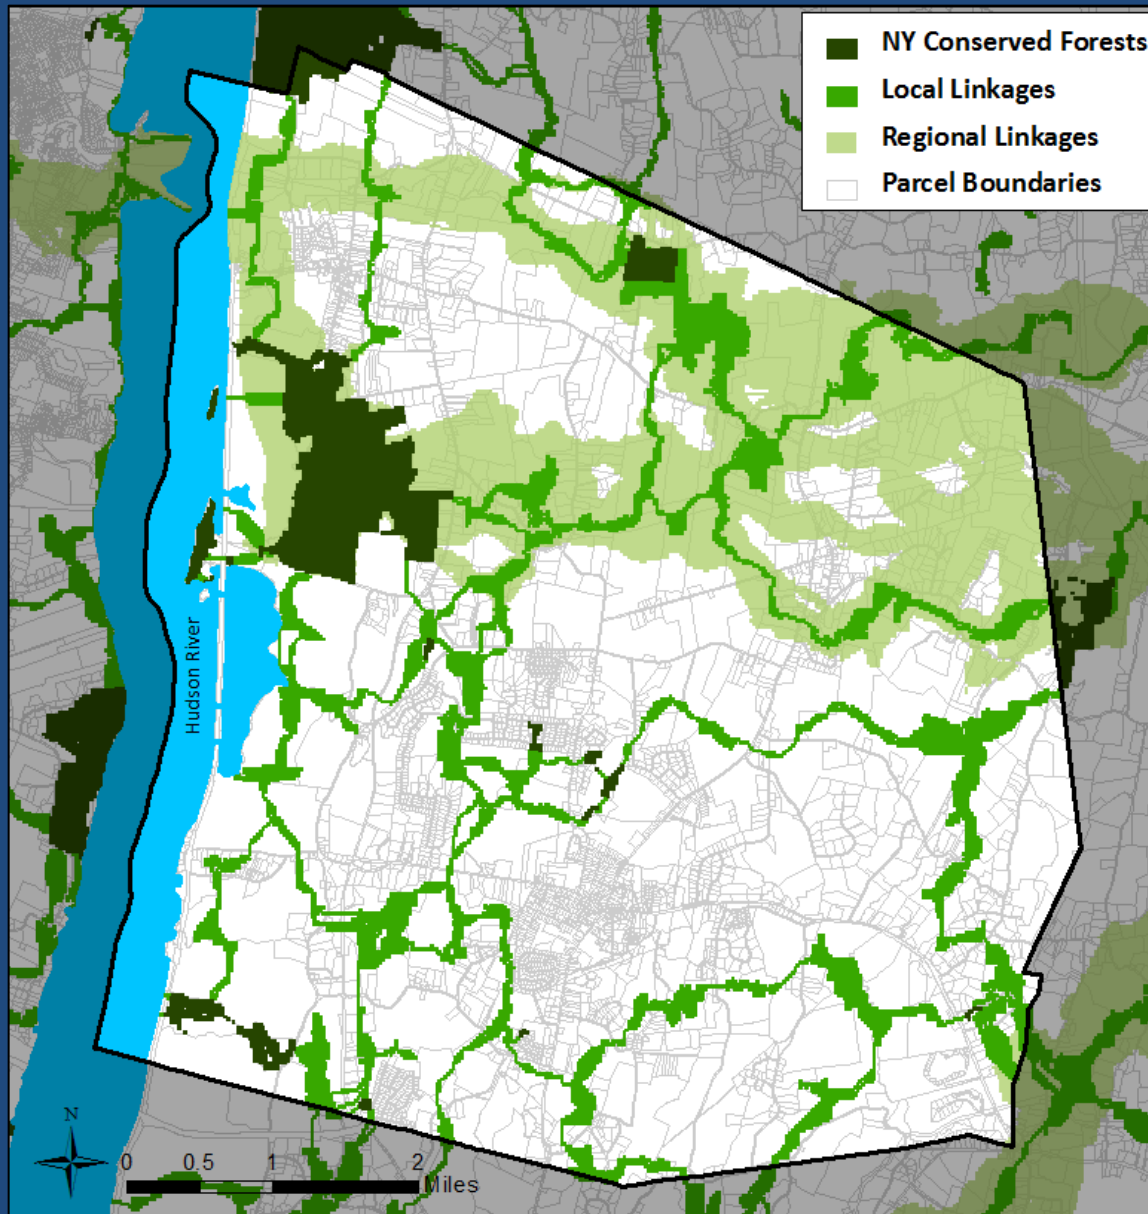 NY Conserved Forests
Local Linkages
Regional Linkages
Parcel Boundaries
Hudson River
N
0 0.5 1 2
Miles